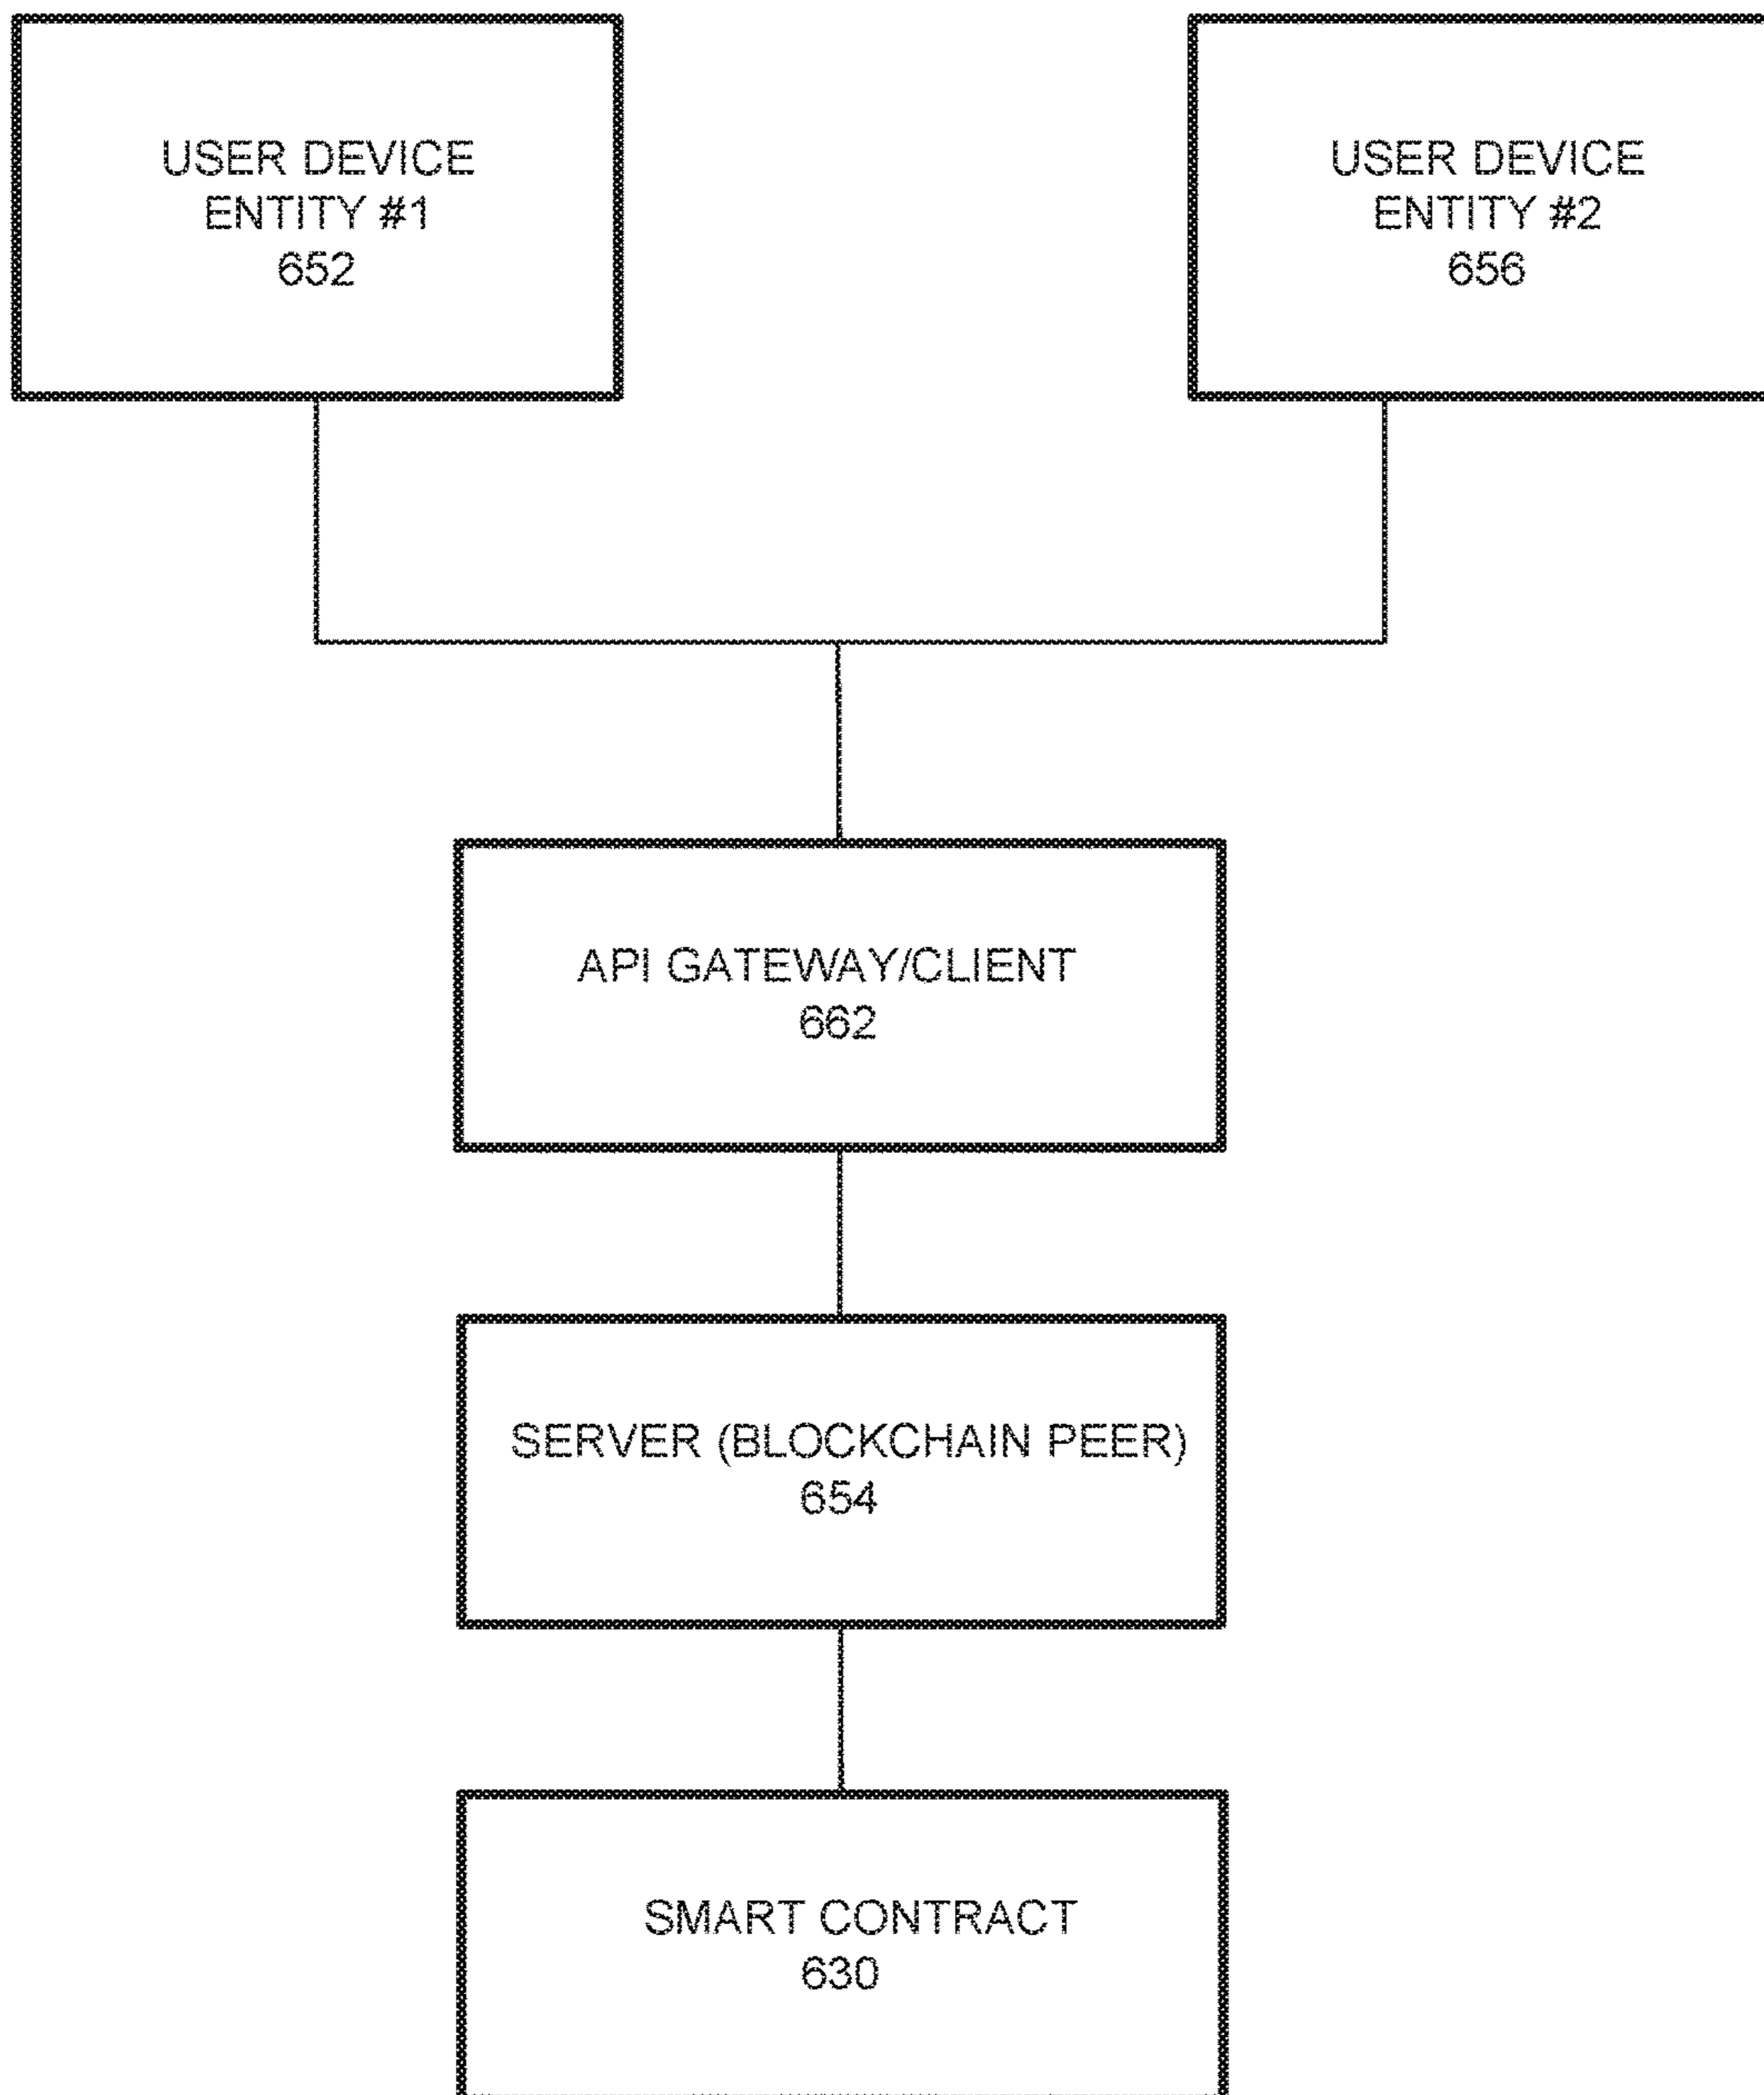 USER DEVICE
ENTITY #1
652
USER DEVICE
ENTITY #2
656
API GATEWAY/CLIENT
662
SERVER (BLOCKCHAIN PEER)
654
SMART CONTRACT
630